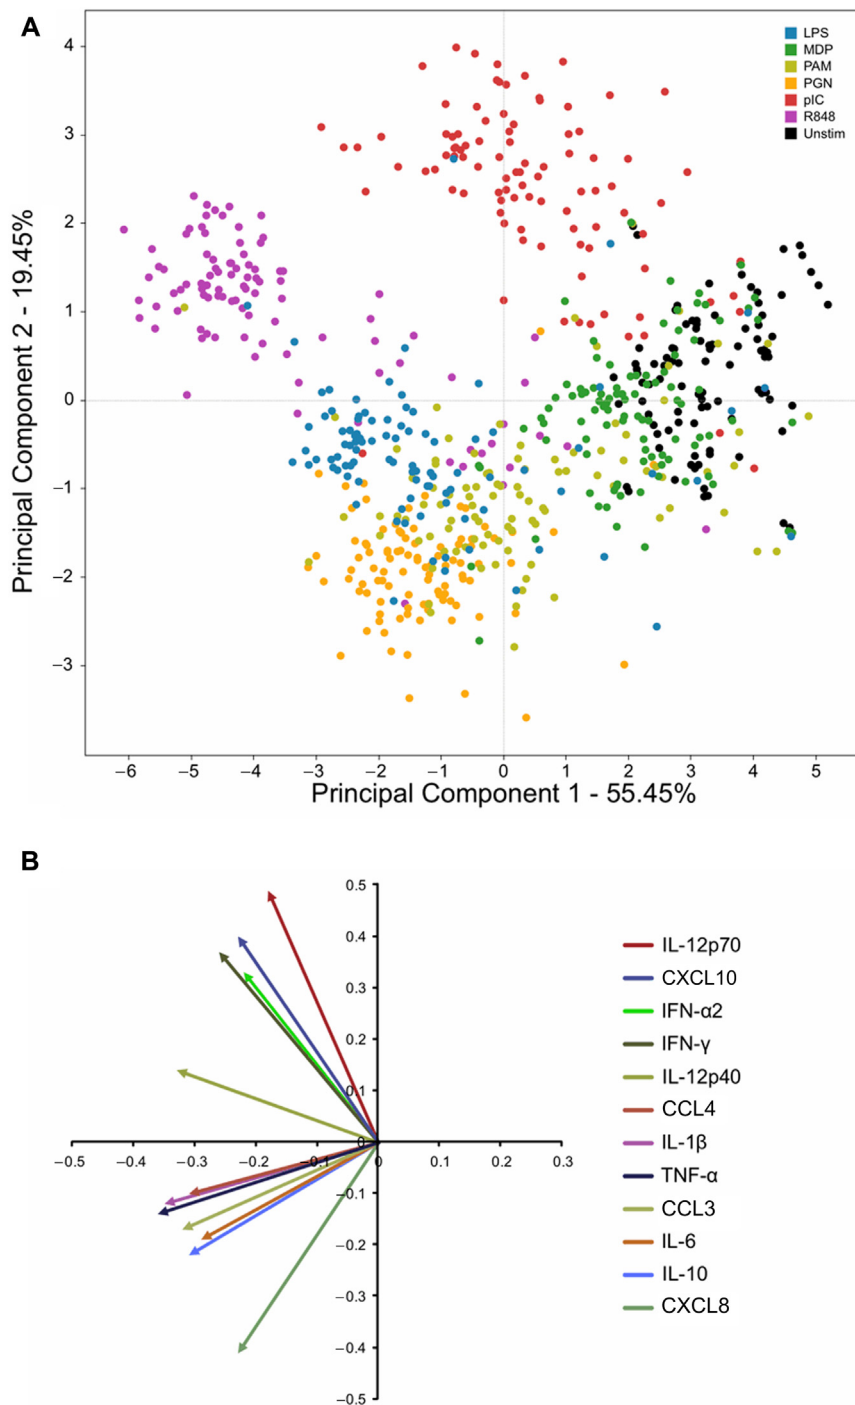 A
4
3
2
1
0
−1
−2
−3
Principal Component 2 - 19.45%
LPS
MDP
PAM
PGN
pIC
R848
Unstim
−6 −5 −4 −3 −2 −1 0 1 2 3 4 5
Principal Component 1 - 55.45%
B
0.5
0.4
0.3
0.2
0.1
0
−0.5 −0.4 −0.3 −0.2 −0.1 0 0.1 0.2 0.3
−0.1
−0.2
−0.3
−0.4
−0.5
IL-12p70
CXCL10
IFN-α2
IFN-γ
IL-12p40
CCL4
IL-1β
TNF-α
CCL3
IL-6
IL-10
CXCL8